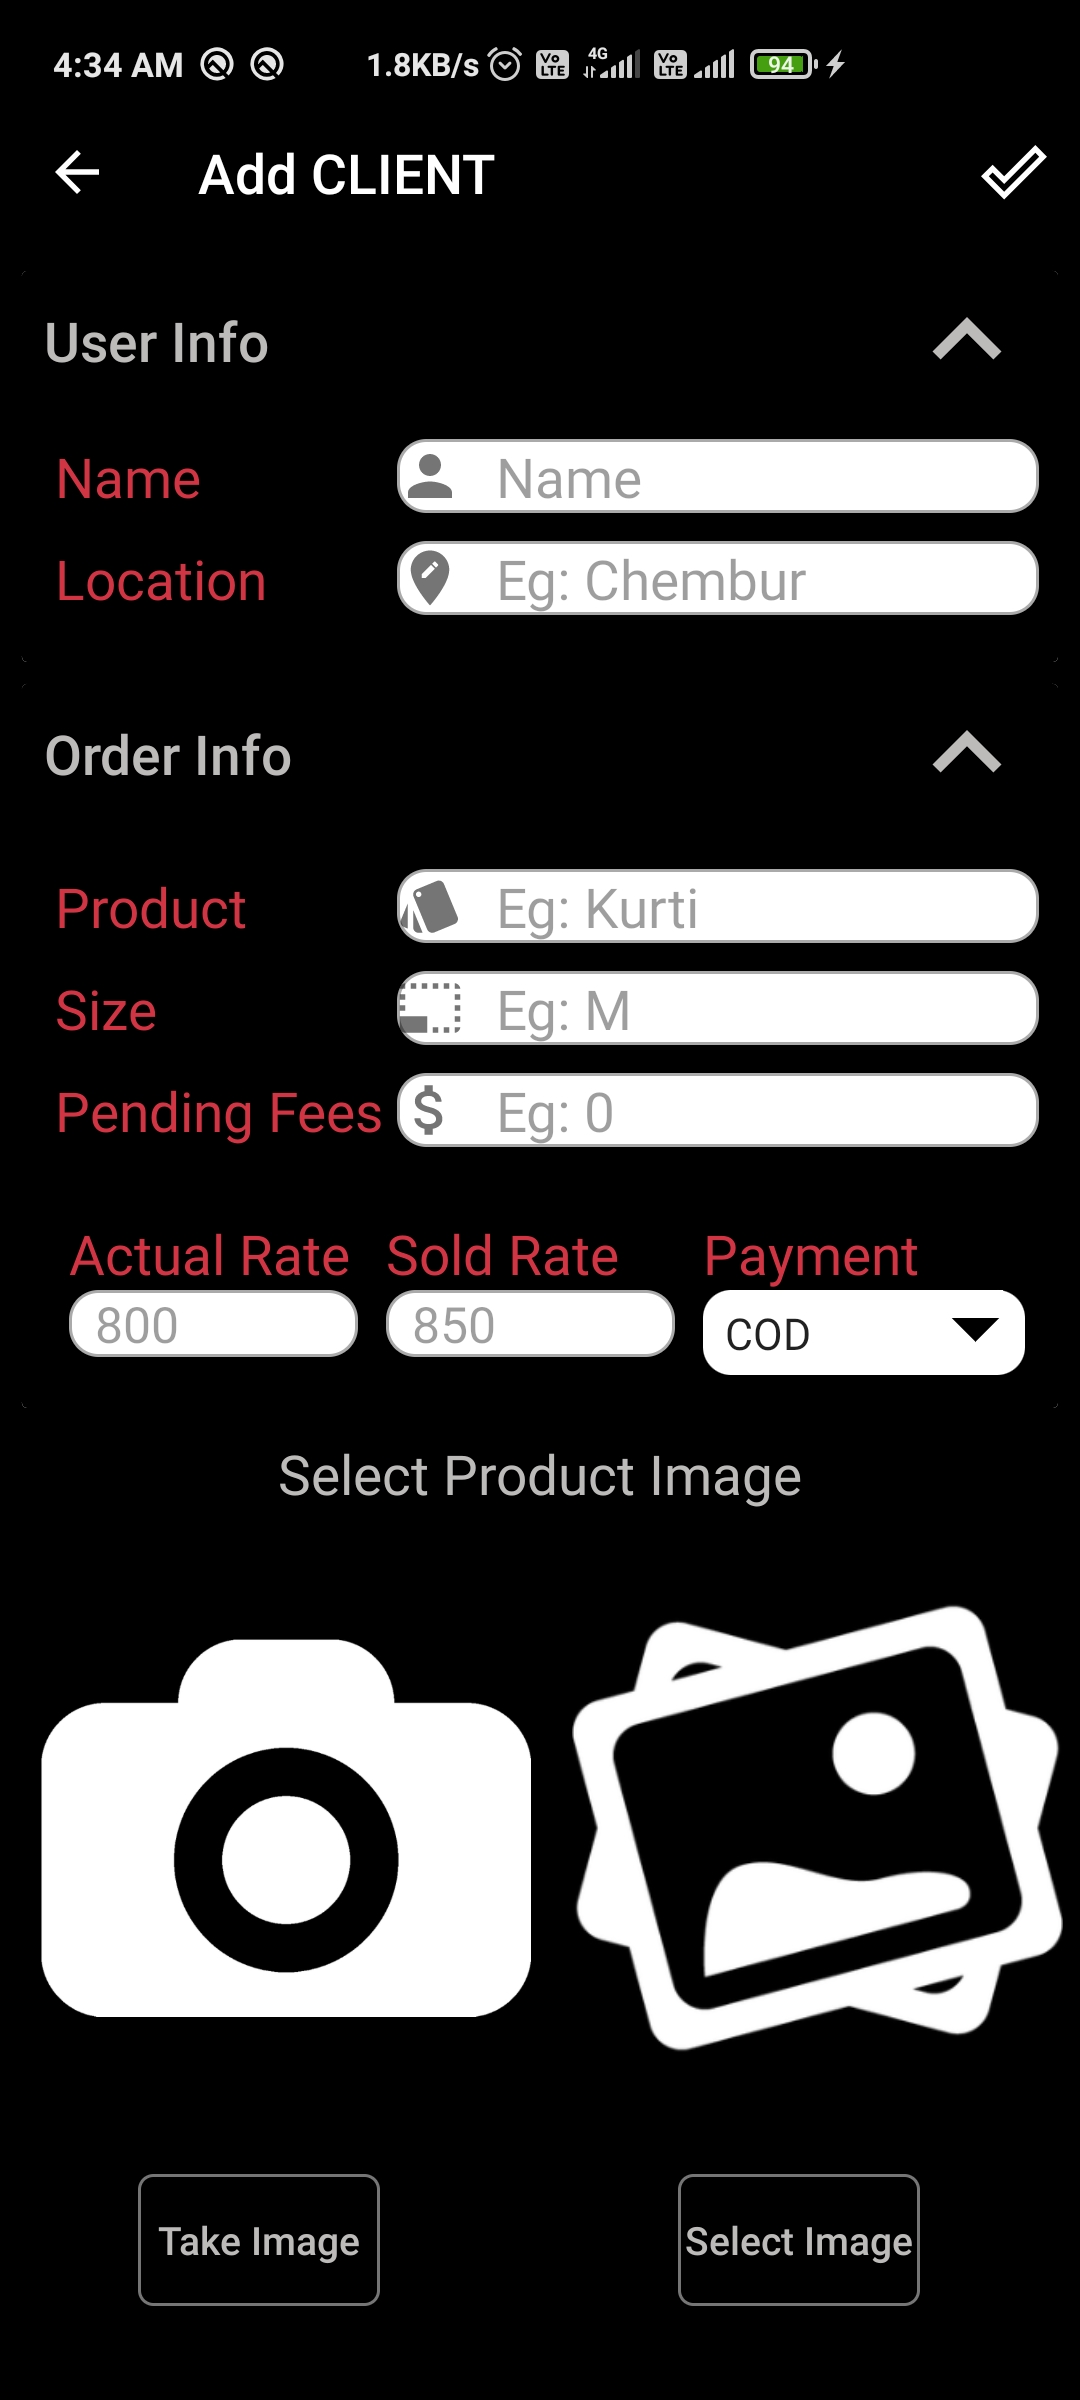 4:34 AM 1.8KB/s Vo LTE 4G Vo LTE 94
Add CLIENT
User Info
Name Name
Location Eg: Chembur
Order Info
Product Eg: Kurti
Size Eg: M
Pending Fees $ Eg: 0
Actual Rate Sold Rate Payment
800 850 COD
Select Product Image
Take Image Select Image